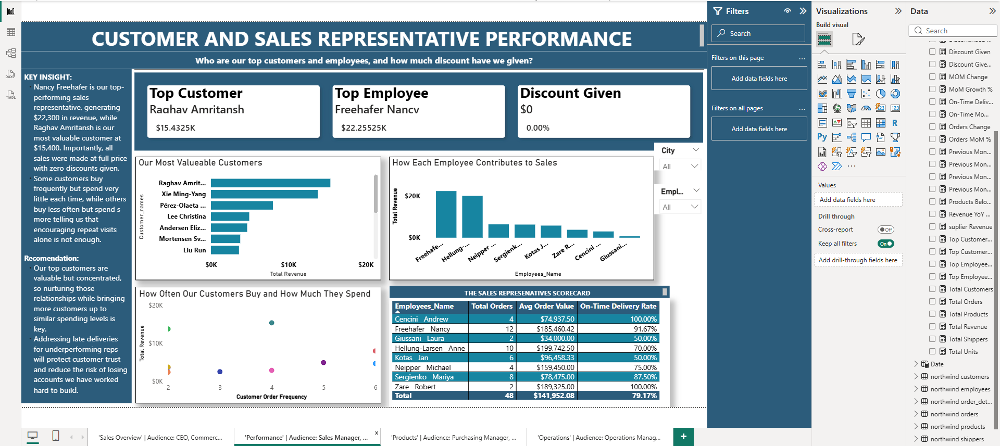 CUSTOMER AND SALES REPRESENTATIVE PERFORMANCE
Who are our top customers and employees, and how much discount have we given?
KEY INSIGHT:
Nancy Freehafer is our top-
performing sales
representative, generating
$22,300 in revenue, while
Raghav Amritansh is our
most valuable customer at
$15,400. Importantly, all
sales were made at full price
with zero discounts given.
Some customers buy
frequently but spend very
little each time, while others
buy less often but spend s
more telling us that
encouraging repeat visits
alone is not enough.
Recomendation:
Our top customers are
valuable but concentrated,
so nurturing those
relationships while bringing
more customers up to
similar spending levels is
key.
Addressing late deliveries
for underperforming reps
will protect customer trust
and reduce the risk of losing
accounts we have worked
hard to build.
Top Customer
Raghav Amritansh
$15.4325K
Top Employee
Freehafer Nancy
$22.25525K
Discount Given
$0
0.00%
City
All
Empl...
All
Our Most Valueable Customers
Customer_names
Raghav Amrit...
Xie Ming-Yang
Pérez-Olaeta ...
Lee Christina
Andersen Eliz...
Mortensen Sv...
Liu Run
$0K $10K $20K
Total Revenue
How Each Employee Contributes to Sales
Total Revenue
$20K
$0K
Freehafe... Hellung-... Neipper ... Sergienk... Kotas J... Zare R... Cencini ... Giussani...
Employees_Name
How Often Our Customers Buy and How Much They Spend
Total Revenue
$20K
$10K
$0K
2 3 4 5 6
Customer Order Frequency
THE SALES REPRESENATIVES SCORECARD
Employees_Name Total Orders Avg Order Value On-Time Delivery Rate
Cencini Andrew 4 $74,937.50 100.00%
Freehafer Nancy 12 $185,460.42 91.67%
Giussani Laura 2 $34,000.00 50.00%
Hellung-Larsen Anne 10 $199,742.50 70.00%
Kotas Jan 6 $96,458.33 50.00%
Neipper Michael 4 $159,450.00 75.00%
Sergienko Mariya 8 $78,475.00 87.50%
Zare Robert 2 $189,325.00 100.00%
Total 48 $141,952.08 79.17%
'Sales Overview' | Audience: CEO, Commerc...
'Performance' | Audience: Sales Manager, ...
x
'Products' | Audience: Purchasing Manager, ...
'Operations' | Audience: Operations Manag...
+
DAX
TMDL
Filters
Search
Filters on this page
...
Add data fields here
Filters on all pages
...
Add data fields here
Visualizations
Build visual
123
123
R
Py
...
Values
Add data fields here
Drill through
Cross-report Off
Keep all filters On
Add drill-through fields here
Data
Search
Discount Given
Discount Give...
MOM Change
MoM Growth %
On-Time Deliv...
On-Time Mo...
Orders Change
Orders MoM %
Previous Mon...
Previous Mon...
Previous Mon...
Previous Mon...
Products Belo...
Revenue YoY ...
suplier Revenue
Top Customer...
Top Customer...
Top Employee...
Top Employee...
Total Customers
Total Orders
Total Products
Total Revenue
Total Shippers
Total Units
Date
northwind customers
northwind employees
northwind order_det...
northwind orders
northwind products
northwind shippers